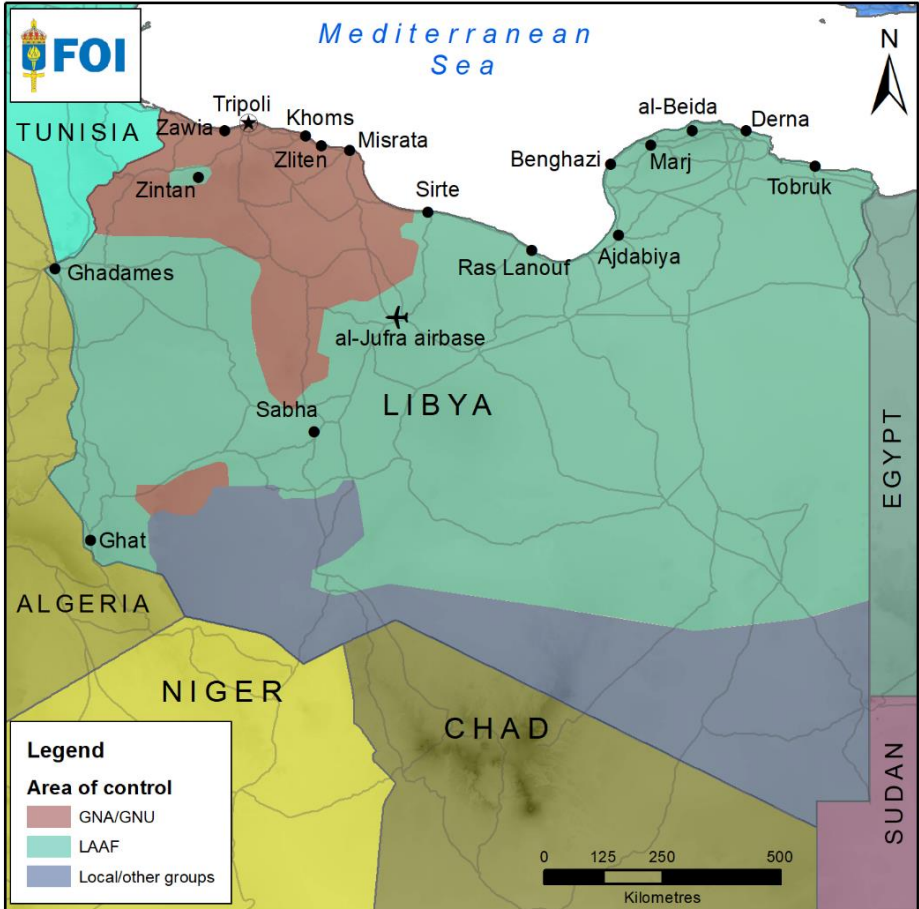 FOI
Mediterranean
Sea
N
TUNISIA
Zawia
Tripoli
Khoms
Zliten
Misrata
Zintan
Sirte
Benghazi
al-Beida
Marj
Derna
Tobruk
Ghadames
Ras Lanouf
Ajdabiya
al-Jufra airbase
LIBYA
Sabha
EGYPT
Ghat
ALGERIA
NIGER
CHAD
SUDAN
Legend
Area of control
GNA/GNU
LAAF
Local/other groups
0 125 250 500
Kilometres